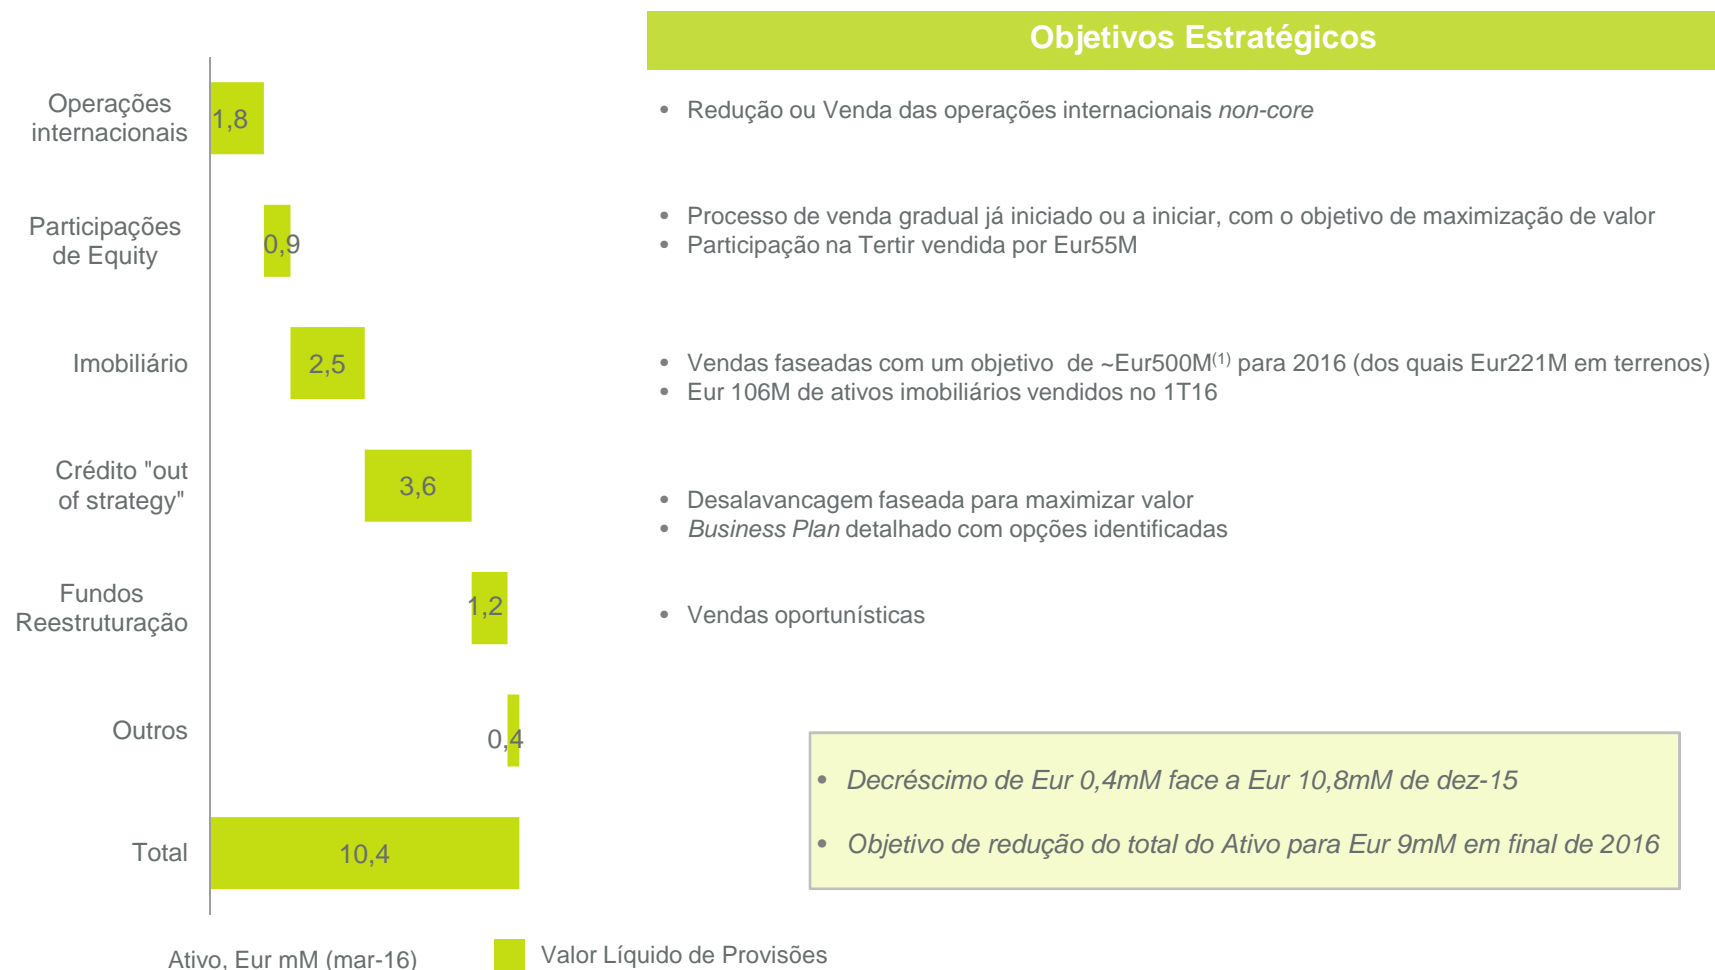 Objetivos Estratégicos
Operações
internacionais
1,8
• Redução ou Venda das operações internacionais non-core
Participações
de Equity
0,9
• Processo de venda gradual já iniciado ou a iniciar, com o objetivo de maximização de valor
• Participação na Tertir vendida por Eur55M
Imobiliário
2,5
• Vendas faseadas com um objetivo de ~Eur500M(1) para 2016 (dos quais Eur221M em terrenos)
• Eur 106M de ativos imobiliários vendidos no 1T16
Crédito "out
of strategy"
3,6
• Desalavancagem faseada para maximizar valor
• Business Plan detalhado com opções identificadas
Fundos
Reestruturação
1,2
• Vendas oportunísticas
Outros
0,4
• Decréscimo de Eur 0,4mM face a Eur 10,8mM de dez-15
• Objetivo de redução do total do Ativo para Eur 9mM em final de 2016
Total
10,4
Ativo, Eur mM (mar-16)
Valor Líquido de Provisões